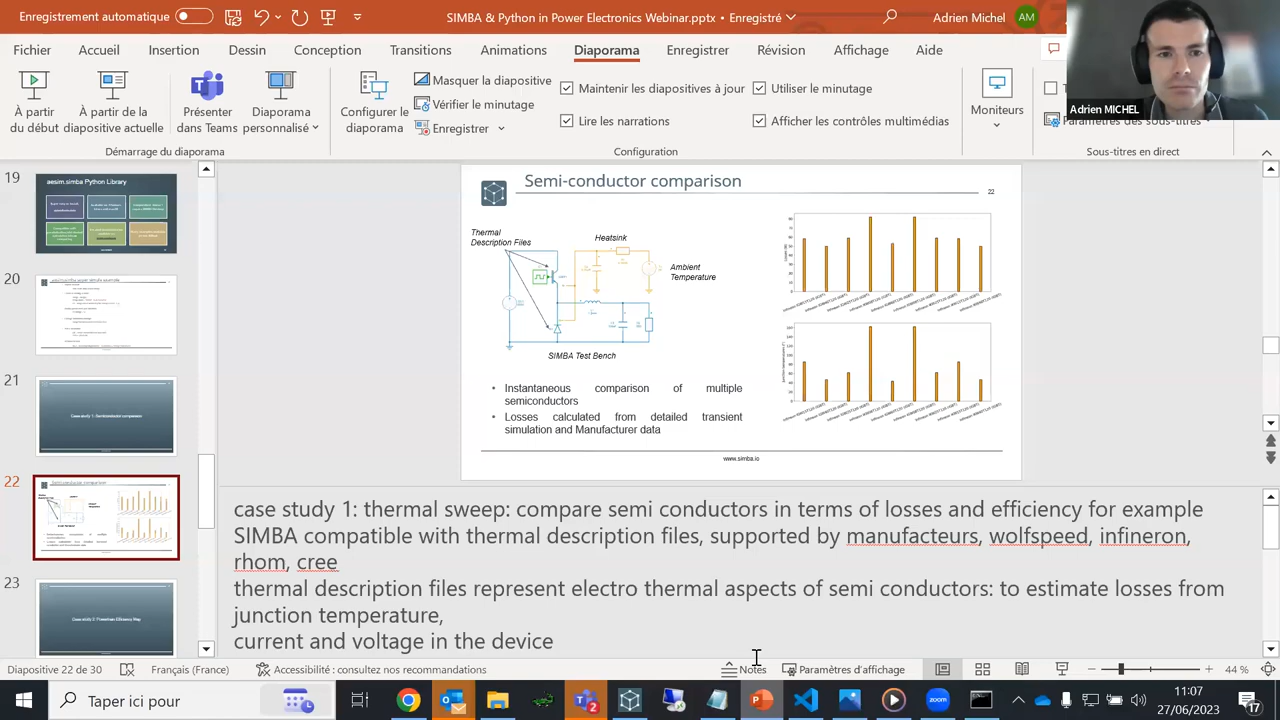 Enregistrement automatique
SIMBA & Python in Power Electronics Webinar.pptx • Enregistré
Adrien Michel
AM
Fichier
Accueil
Insertion
Dessin
Conception
Transitions
Animations
Diaporama
Enregistrer
Révision
Affichage
Aide
À partir du début
À partir de la diapositive actuelle
Présenter dans Teams
Diaporama personnalisé
Configurer le diaporama
Masquer la diapositive
Vérifier le minutage
Enregistrer
Maintenir les diapositives à jour
Lire les narrations
Utiliser le minutage
Afficher les contrôles multimédias
Moniteurs
Paramètres des sous-titres
Démarrage du diaporama
Configuration
Sous-titres en direct
Adrien MICHEL
19
aesim.simba Python Library
20
21
Case study 1: Semiconductor comparison
22
Semi-conductor comparison
23
Semi-conductor comparison
22
Thermal
Description Files
Heatsink
Ambient
Temperature
SIMBA Test Bench
• Instantaneous comparison of multiple
semiconductors
• Losses calculated from detailed transient
simulation and Manufacturer data
www.simba.io
case study 1: thermal sweep: compare semi conductors in terms of losses and efficiency for example
SIMBA compatible with thermal description files, supported by manufacteurs, wolfspeed, infineron,
rhom, cree
thermal description files represent electro thermal aspects of semi conductors: to estimate losses from
junction temperature,
current and voltage in the device
Diapositive 22 de 30
Français (France)
Accessibilité : consultez nos recommandations
Notes
Paramètres d'affichage
44 %
Taper ici pour
zoom
11:07
27/06/2023
17